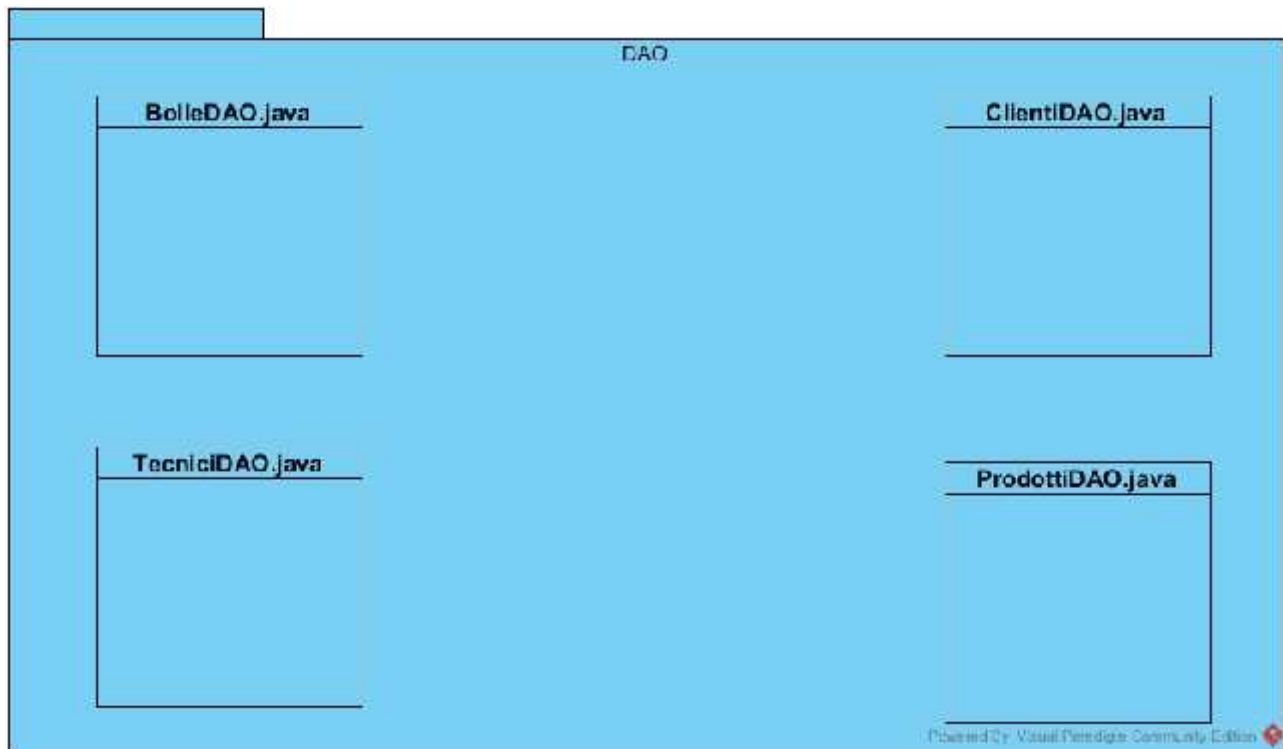 DAO
BolleDAO.java
ClientiDAO.java
TecniciDAO.java
ProdottiDAO.java
Powered By Visual Paradigm Community Edition